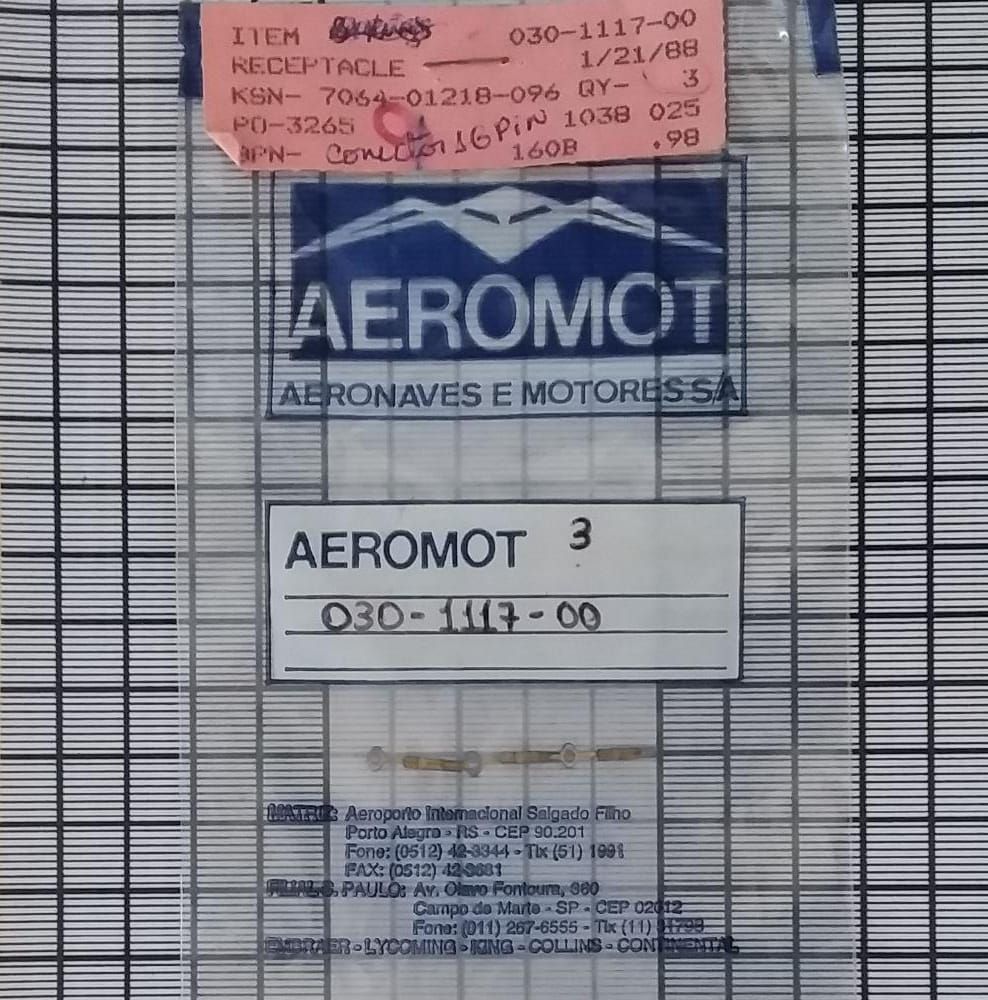 ITEM 030-1117-00
RECEPTACLE 1/21/88
KSN- 7064-01218-096 QY- 3
PO-3265 1038 025
PN- Conector 16 PiN 160B .98
AEROMOT
AERONAVES E MOTORES SA
AEROMOT 3
030-1117-00
MATRIZ: Aeroporto Internacional Salgado Filho
Porto Alegre - RS - CEP 90.201
Fone: (0512) 42-3344 - Tlx (51) 1991
FAX: (0512) 42-3681
FILIAL S. PAULO: Av. Olavo Fontoura,
Campo de Marte - SP - CEP 02012
Fone: (011) 267-6555 - Tlx (11)
EMBRAER - LYCOMING - KING - COLLINS - CONTINENTAL